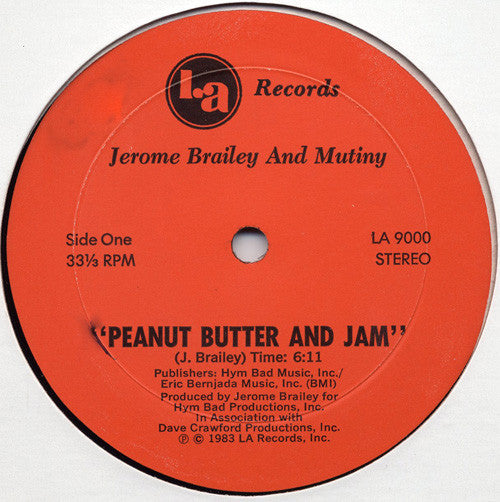 La Records
Jerome Brailey And Mutiny
Side One
33⅓ RPM
LA 9000
STEREO
"PEANUT BUTTER AND JAM"
(J. Brailey) Time: 6:11
Publishers: Hym Bad Music, Inc./
Eric Bernjada Music, Inc. (BMI)
Produced by Jerome Brailey for
Hym Bad Productions, Inc.
In Association with
Dave Crawford Productions, Inc.
℗ © 1983 LA Records, Inc.